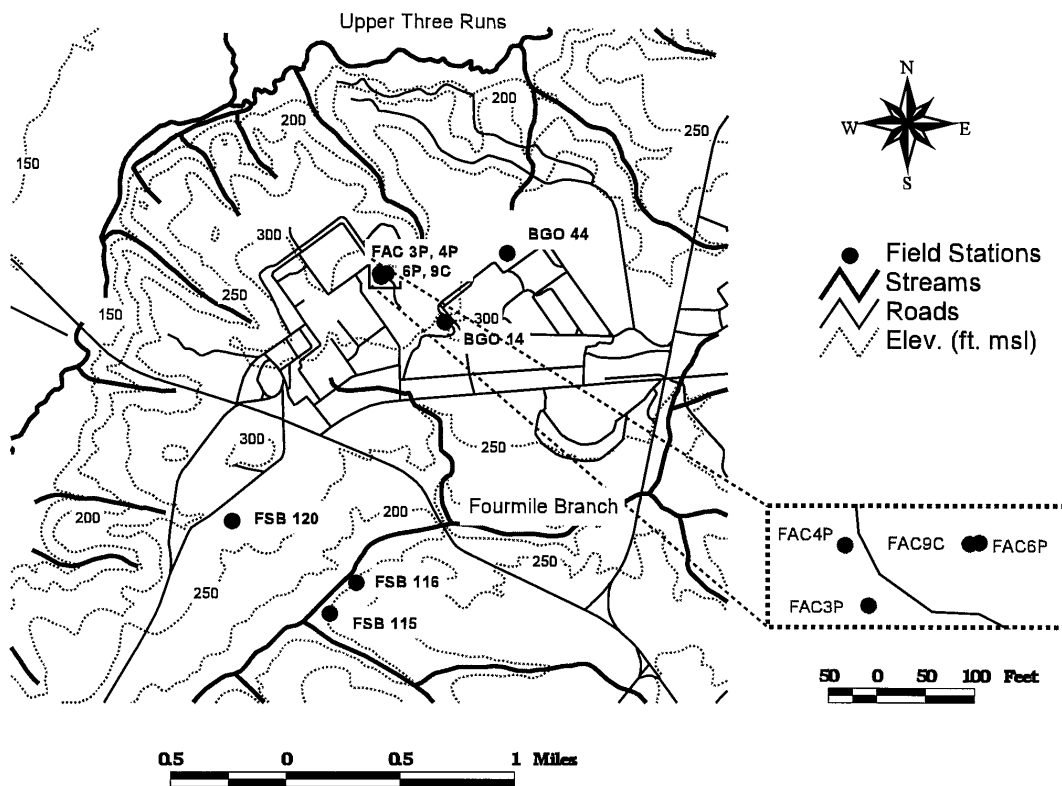 Upper Three Runs
200
200
250
150
N
W E
S
BGO 44
300
FAC 3P, 4P
6P, 9C
Field Stations
Streams
Roads
Elev. (ft. msl)
250
150
300
BGO 14
250
300
250
200
FSB 120
200
Fourmile Branch
250
FSB 116
250
FSB 115
FAC4P
FAC9C
FAC6P
FAC3P
50 0 50 100 Feet
0.5 0 0.5 1 Miles